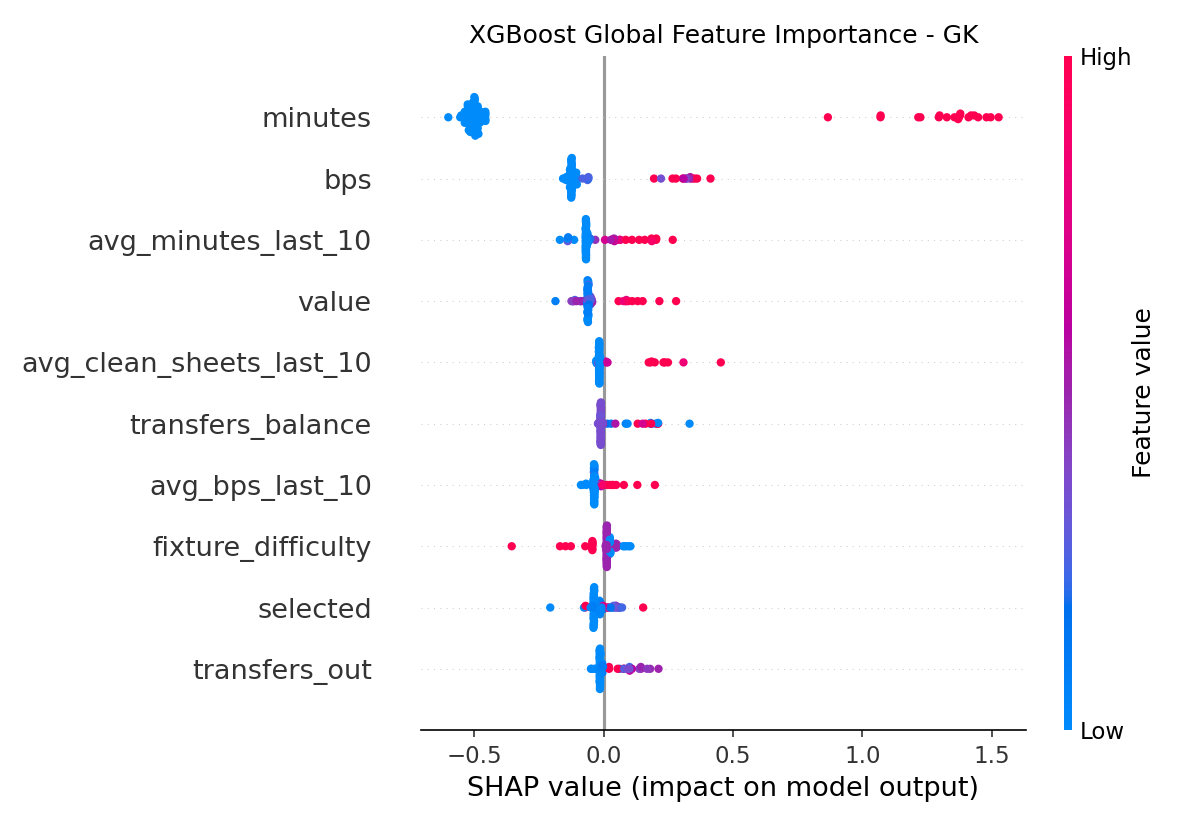 XGBoost Global Feature Importance - GK
High
minutes
bps
avg_minutes_last_10
value
avg_clean_sheets_last_10
transfers_balance
avg_bps_last_10
fixture_difficulty
selected
transfers_out
Feature value
Low
−0.5 0.0 0.5 1.0 1.5
SHAP value (impact on model output)